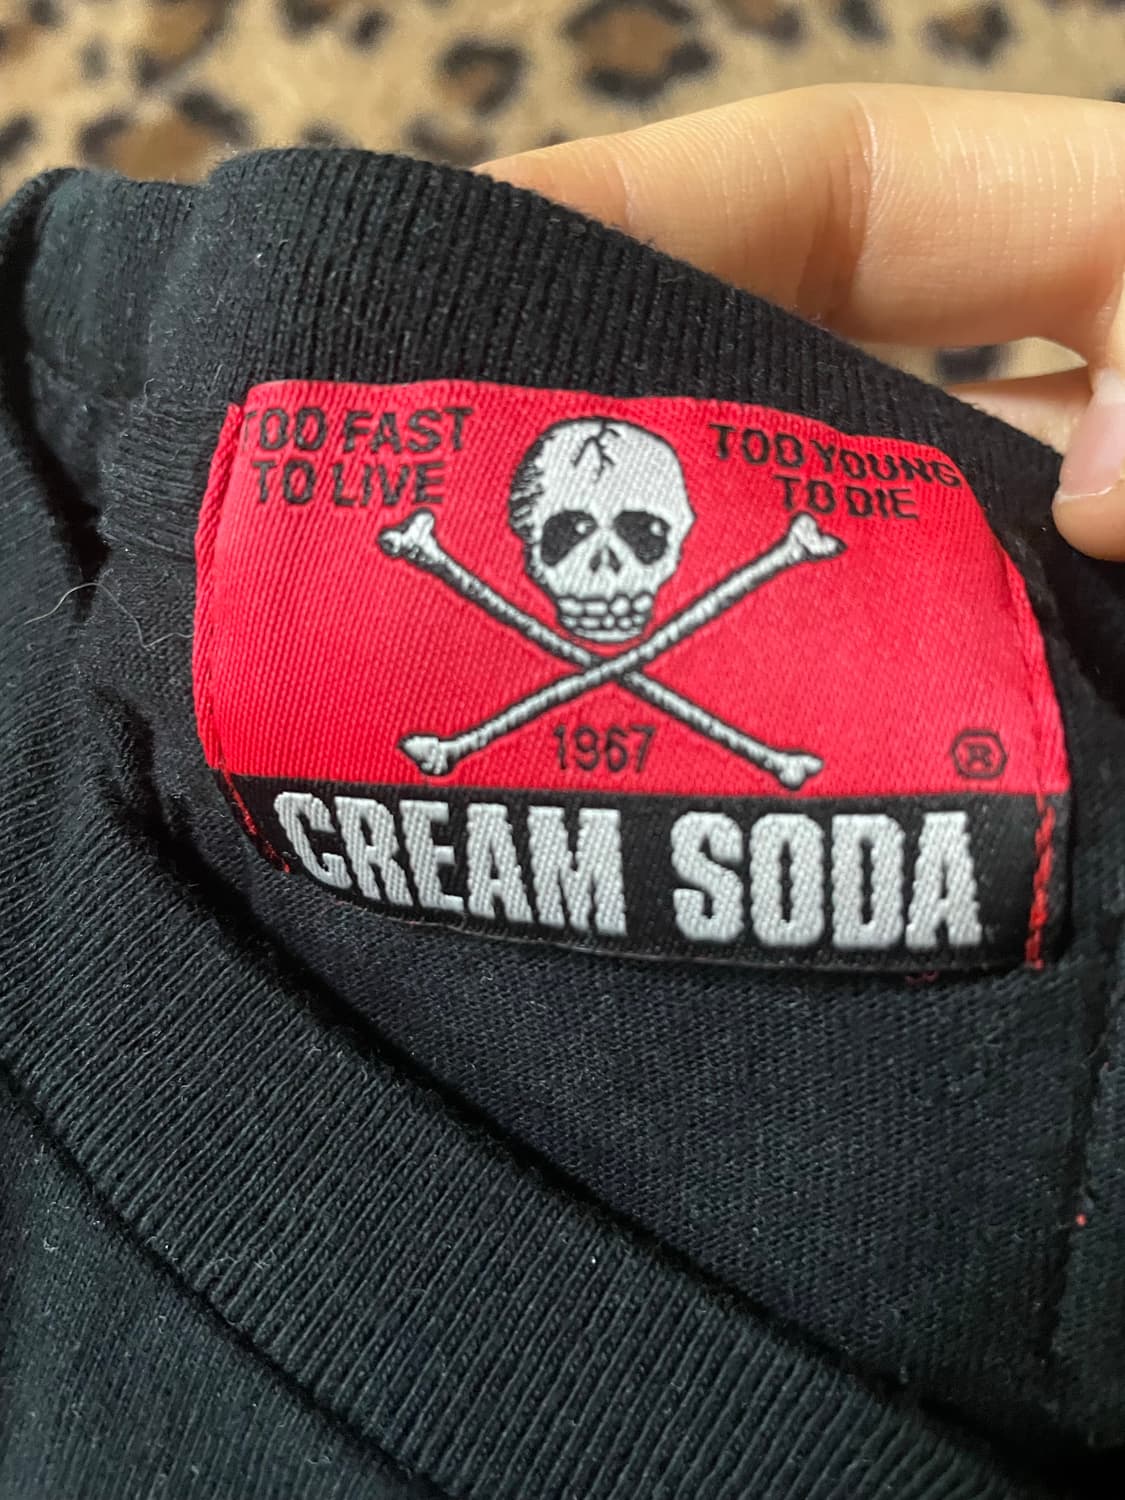 TOO FAST
TO LIVE
TOO YOUNG
TO DIE
1967
®
CREAM SODA